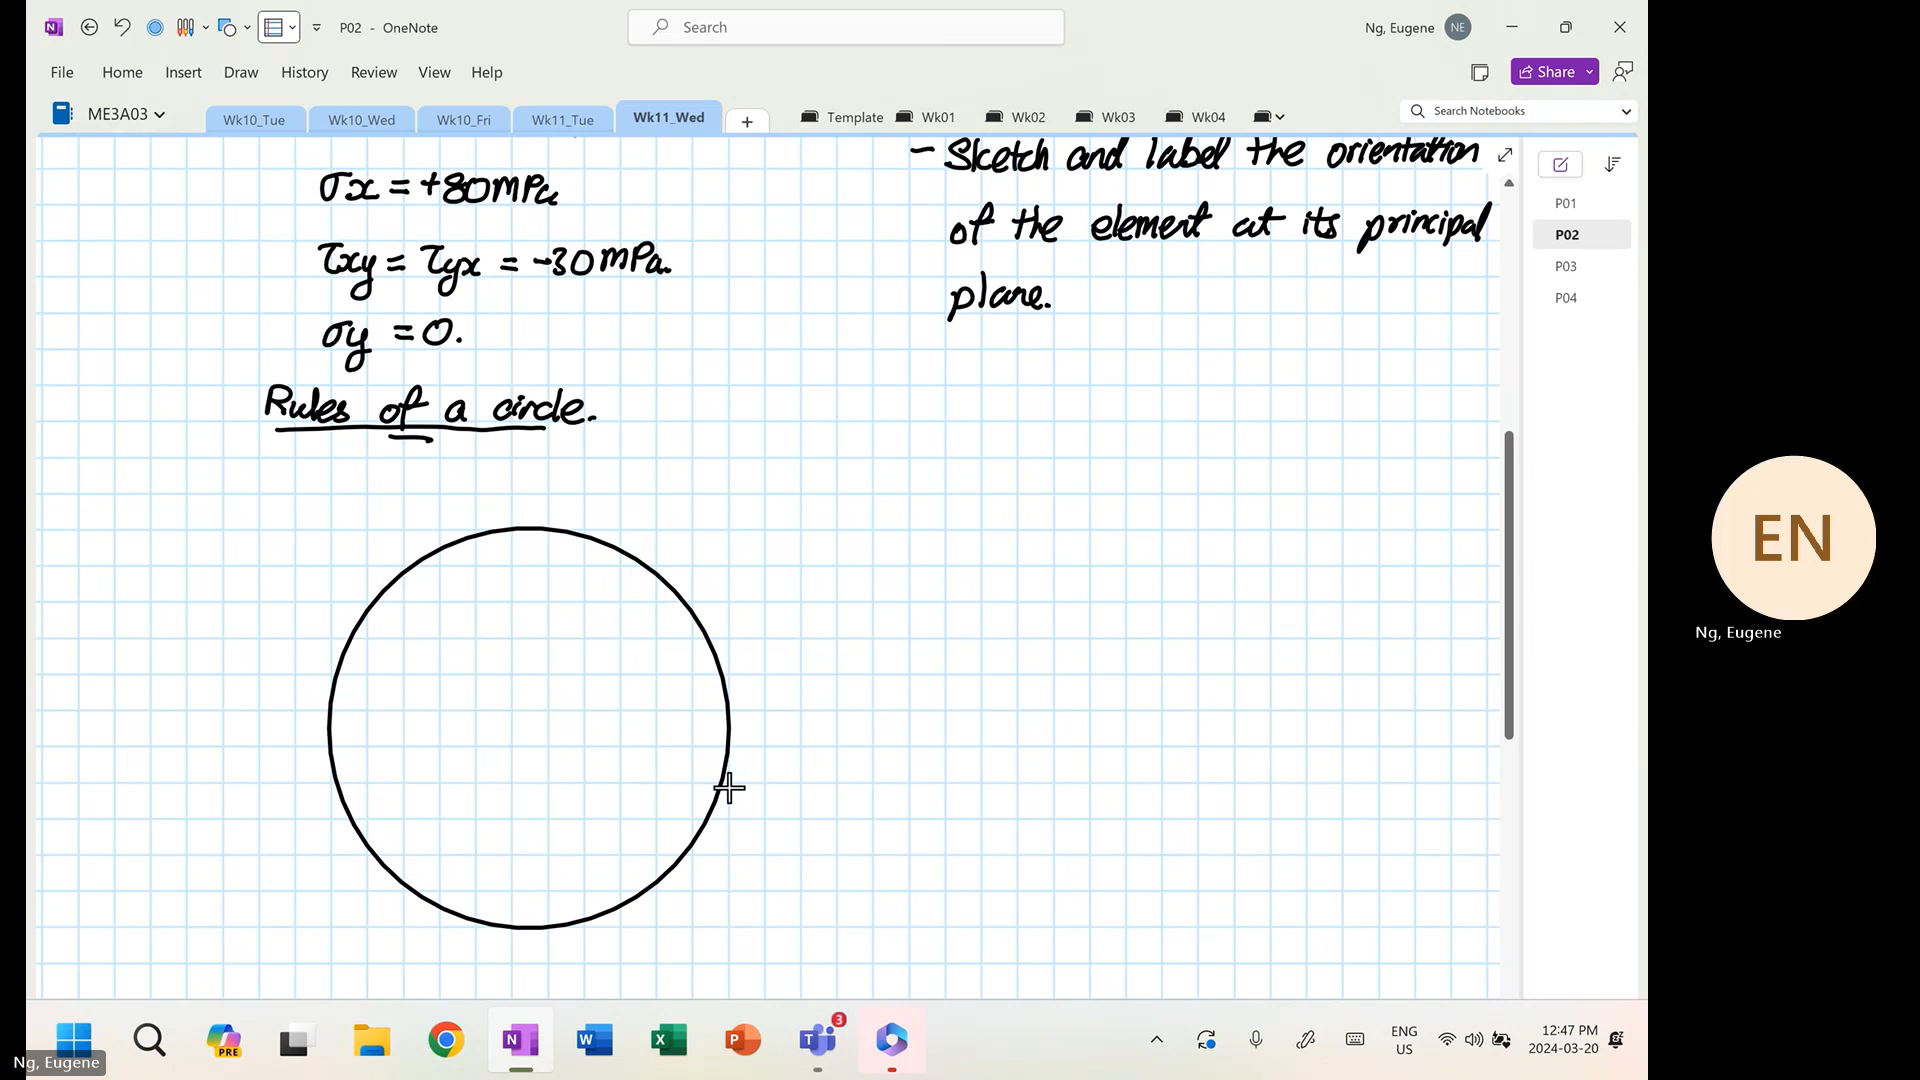 P02 - OneNote
Search
Ng, Eugene
NE
File
Home
Insert
Draw
History
Review
View
Help
Share
ME3A03
Wk10_Tue
Wk10_Wed
Wk10_Fri
Wk11_Tue
Wk11_Wed
+
Template
Wk01
Wk02
Wk03
Wk04
Search Notebooks
σx = +80MPa
τxy = τyx = -30MPa.
σy = 0.
Rules of a circle.
- Sketch and label the orientation
of the element at its principal
plane.
P01
P02
P03
P04
EN
Ng, Eugene
PRE
N
W
X
P
T
3
ENG
US
12:47 PM
2024-03-20
Ng, Eugene